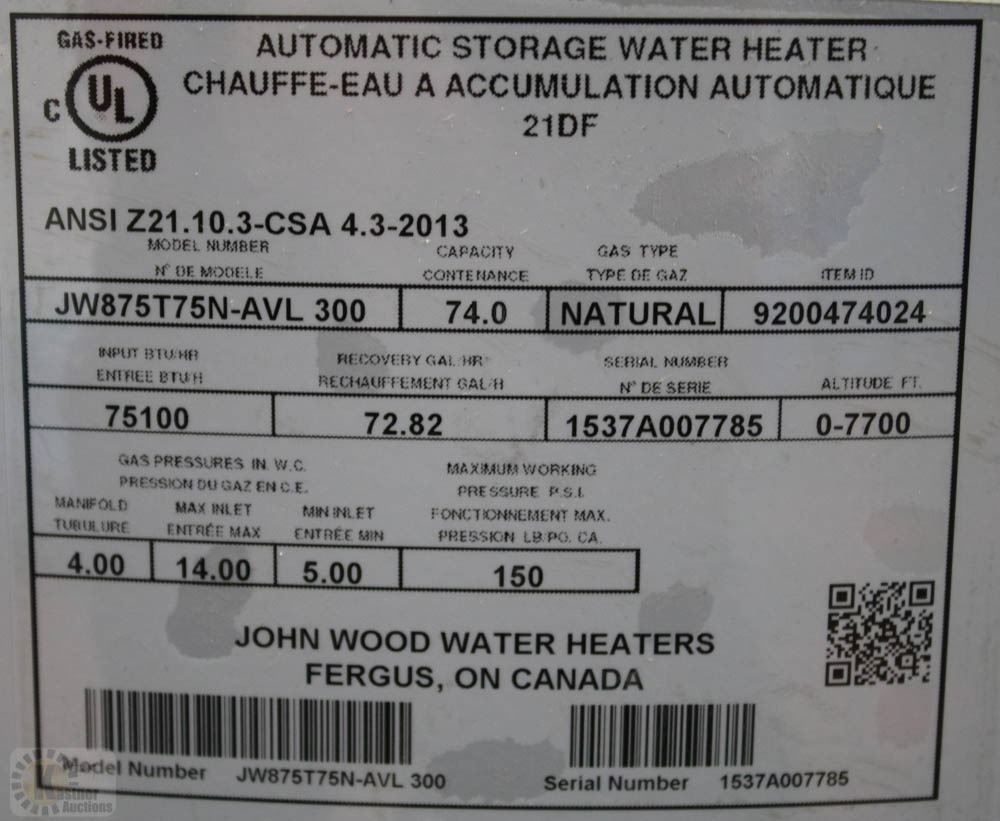 GAS-FIRED
C UL
LISTED
AUTOMATIC STORAGE WATER HEATER
CHAUFFE-EAU A ACCUMULATION AUTOMATIQUE
21DF
ANSI Z21.10.3-CSA 4.3-2013
MODEL NUMBER CAPACITY GAS TYPE
N° DE MODELE CONTENANCE TYPE DE GAZ ITEM ID
JW875T75N-AVL 300 74.0 NATURAL 9200474024
INPUT BTU/HR RECOVERY GAL/HR SERIAL NUMBER
ENTREE BTU/H RECHAUFFEMENT GAL/H N° DE SERIE ALTITUDE FT.
75100 72.82 1537A007785 0-7700
GAS PRESSURES IN. W.C. MAXIMUM WORKING
PRESSION DU GAZ EN C.E. PRESSURE P.S.I.
MANIFOLD MAX INLET MIN INLET FONCTIONNEMENT MAX.
TUBULURE ENTRÉE MAX ENTRÉE MIN PRESSION LB.PO. CA.
4.00 14.00 5.00 150
JOHN WOOD WATER HEATERS
FERGUS, ON CANADA
Model Number JW875T75N-AVL 300 Serial Number 1537A007785
Kastner
Auctions